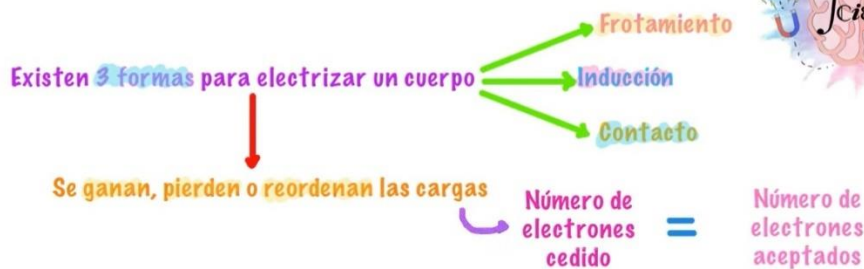 Frotamiento
Existen 3 formas para electrizar un cuerpo
Inducción
Contacto
Se ganan, pierden o reordenan las cargas
Número de
electrones
cedido
=
Número de
electrones
aceptados